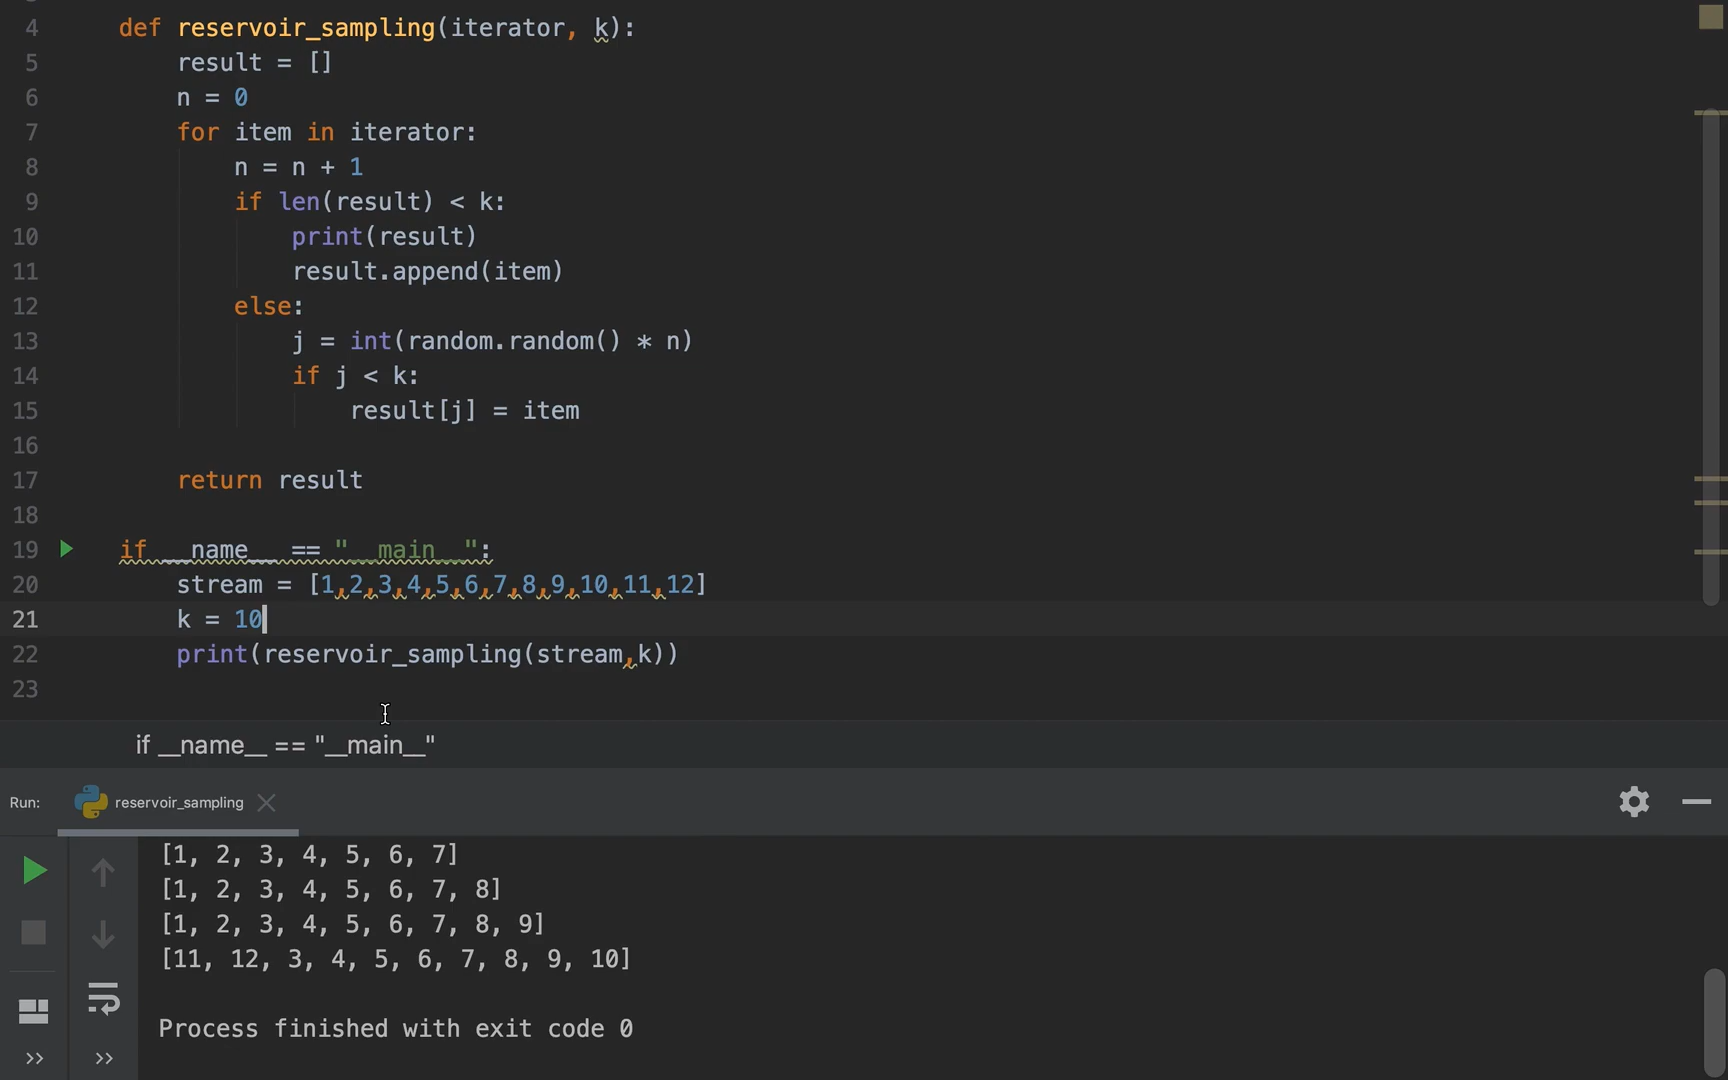 4 def reservoir_sampling(iterator, k):
5 result = []
6 n = 0
7 for item in iterator:
8 n = n + 1
9 if len(result) < k:
10 print(result)
11 result.append(item)
12 else:
13 j = int(random.random() * n)
14 if j < k:
15 result[j] = item
16
17 return result
18
19 if __name__ == "__main__":
20 stream = [1,2,3,4,5,6,7,8,9,10,11,12]
21 k = 10
22 print(reservoir_sampling(stream,k))
23
if __name__ == "__main__"
Run: reservoir_sampling
[1, 2, 3, 4, 5, 6, 7]
[1, 2, 3, 4, 5, 6, 7, 8]
[1, 2, 3, 4, 5, 6, 7, 8, 9]
[11, 12, 3, 4, 5, 6, 7, 8, 9, 10]
Process finished with exit code 0